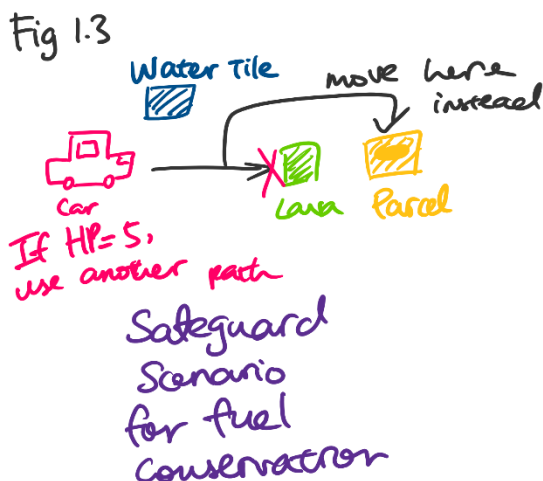 Fig 1.3
Water Tile
move here
instead
Car
Lava
Parcel
If HP=5,
use another path
Safeguard
Scenario
for fuel
conservation